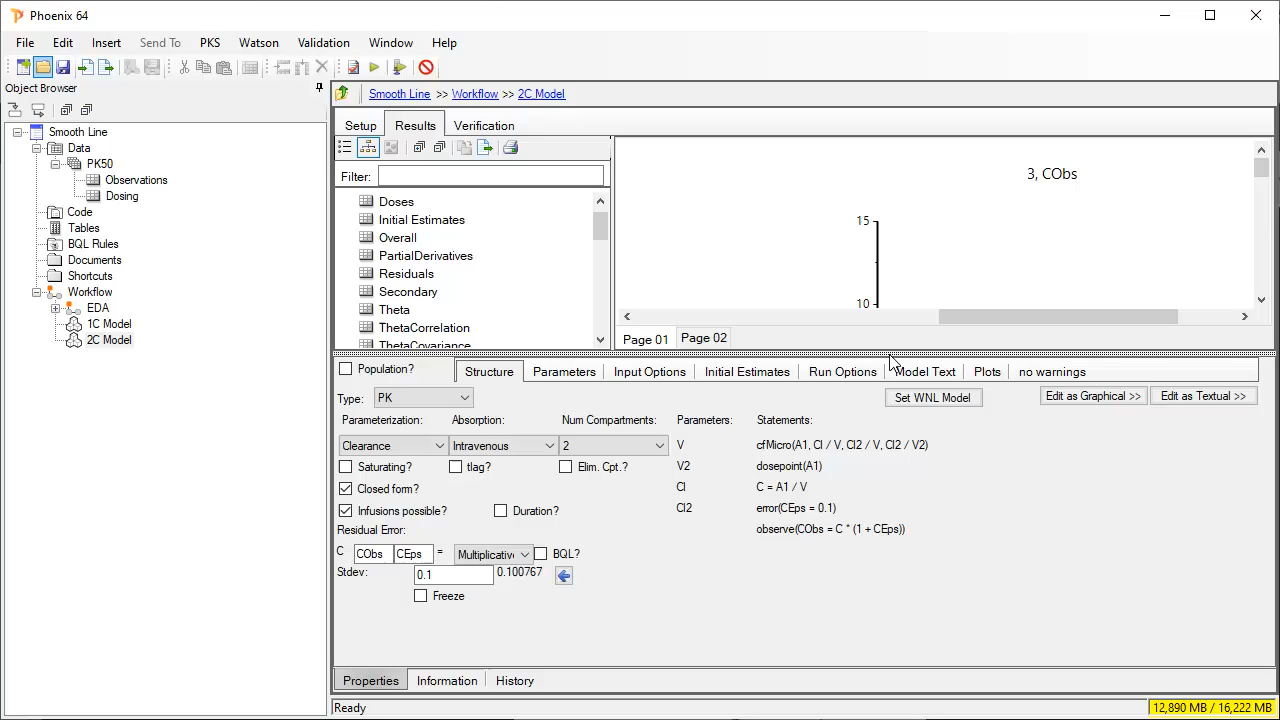 Phoenix 64
File Edit Insert Send To PKS Watson Validation Window Help
Object Browser
Smooth Line >> Workflow >> 2C Model
Smooth Line
Data
PK50
Observations
Dosing
Code
Tables
BQL Rules
Documents
Shortcuts
Workflow
EDA
1C Model
2C Model
Setup Results Verification
Filter:
Doses
Initial Estimates
Overall
PartialDerivatives
Residuals
Secondary
Theta
ThetaCorrelation
ThetaCovariance
3, CObs
15
10
Page 01 Page 02
Population? Structure Parameters Input Options Initial Estimates Run Options Model Text Plots no warnings
Type: PK Set WNL Model Edit as Graphical >> Edit as Textual >>
Parameterization: Absorption: Num Compartments: Parameters: Statements:
Clearance Intravenous 2 V cfMicro(A1, Cl / V, Cl2 / V, Cl2 / V2)
Saturating? tlag? Elim. Cpt.? V2 dosepoint(A1)
Closed form? Cl C = A1 / V
Infusions possible? Duration? Cl2 error(CEps = 0.1)
Residual Error: observe(CObs = C * (1 + CEps))
C CObs CEps = Multiplicativ BQL?
Stdev: 0.1 0.100767
Freeze
Properties Information History
Ready 12,890 MB / 16,222 MB